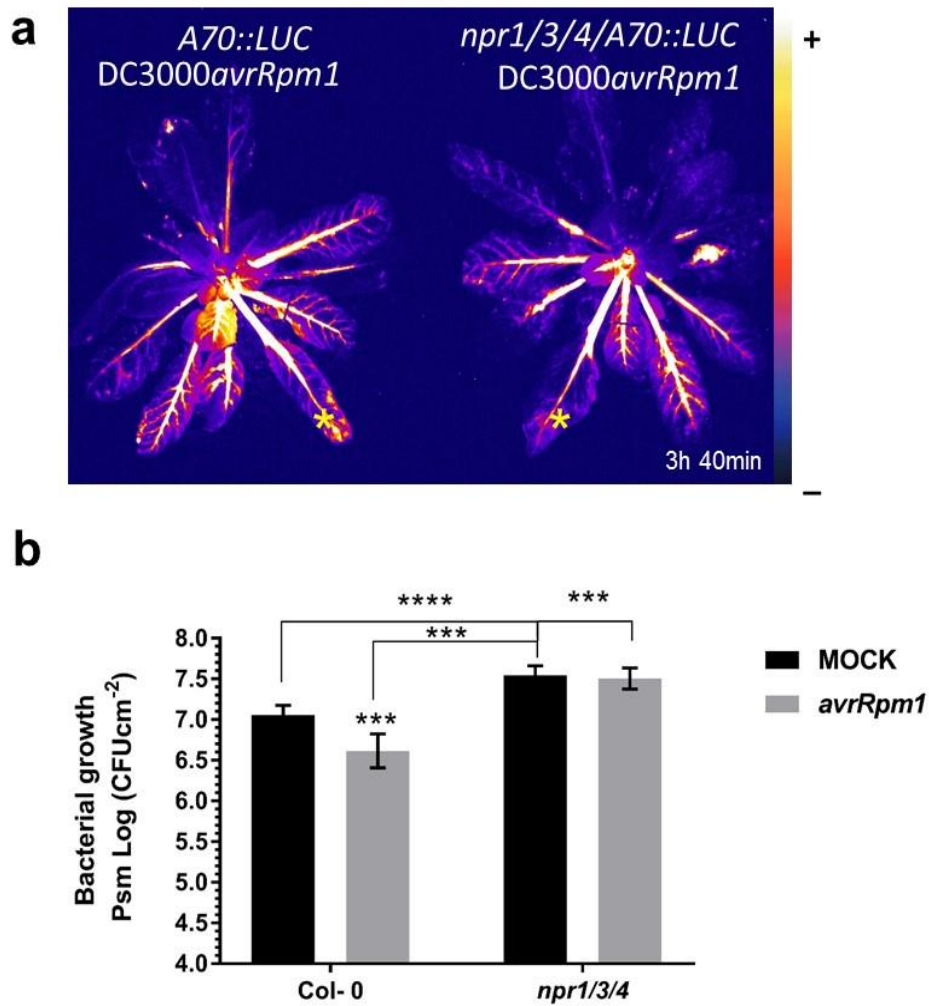 a
A70::LUC
DC3000avrRpm1
npr1/3/4/A70::LUC
DC3000avrRpm1
+
*
*
3h 40min
–
b
**** ***
***
***
8.0
7.5
7.0
6.5
6.0
5.5
5.0
4.5
4.0
Bacterial growth
Psm Log (CFUcm-2)
Col- 0
npr1/3/4
MOCK
avrRpm1